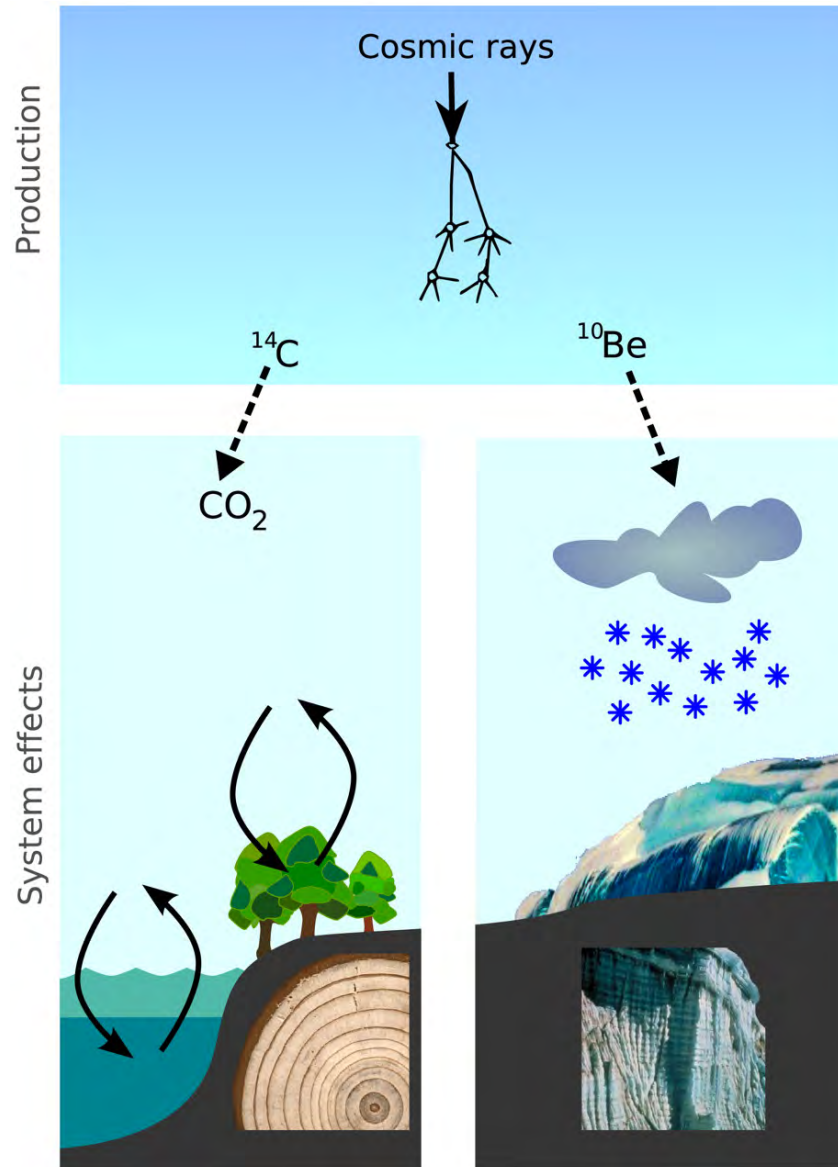 Cosmic rays
Production
¹⁴C
¹⁰Be
CO₂
System effects